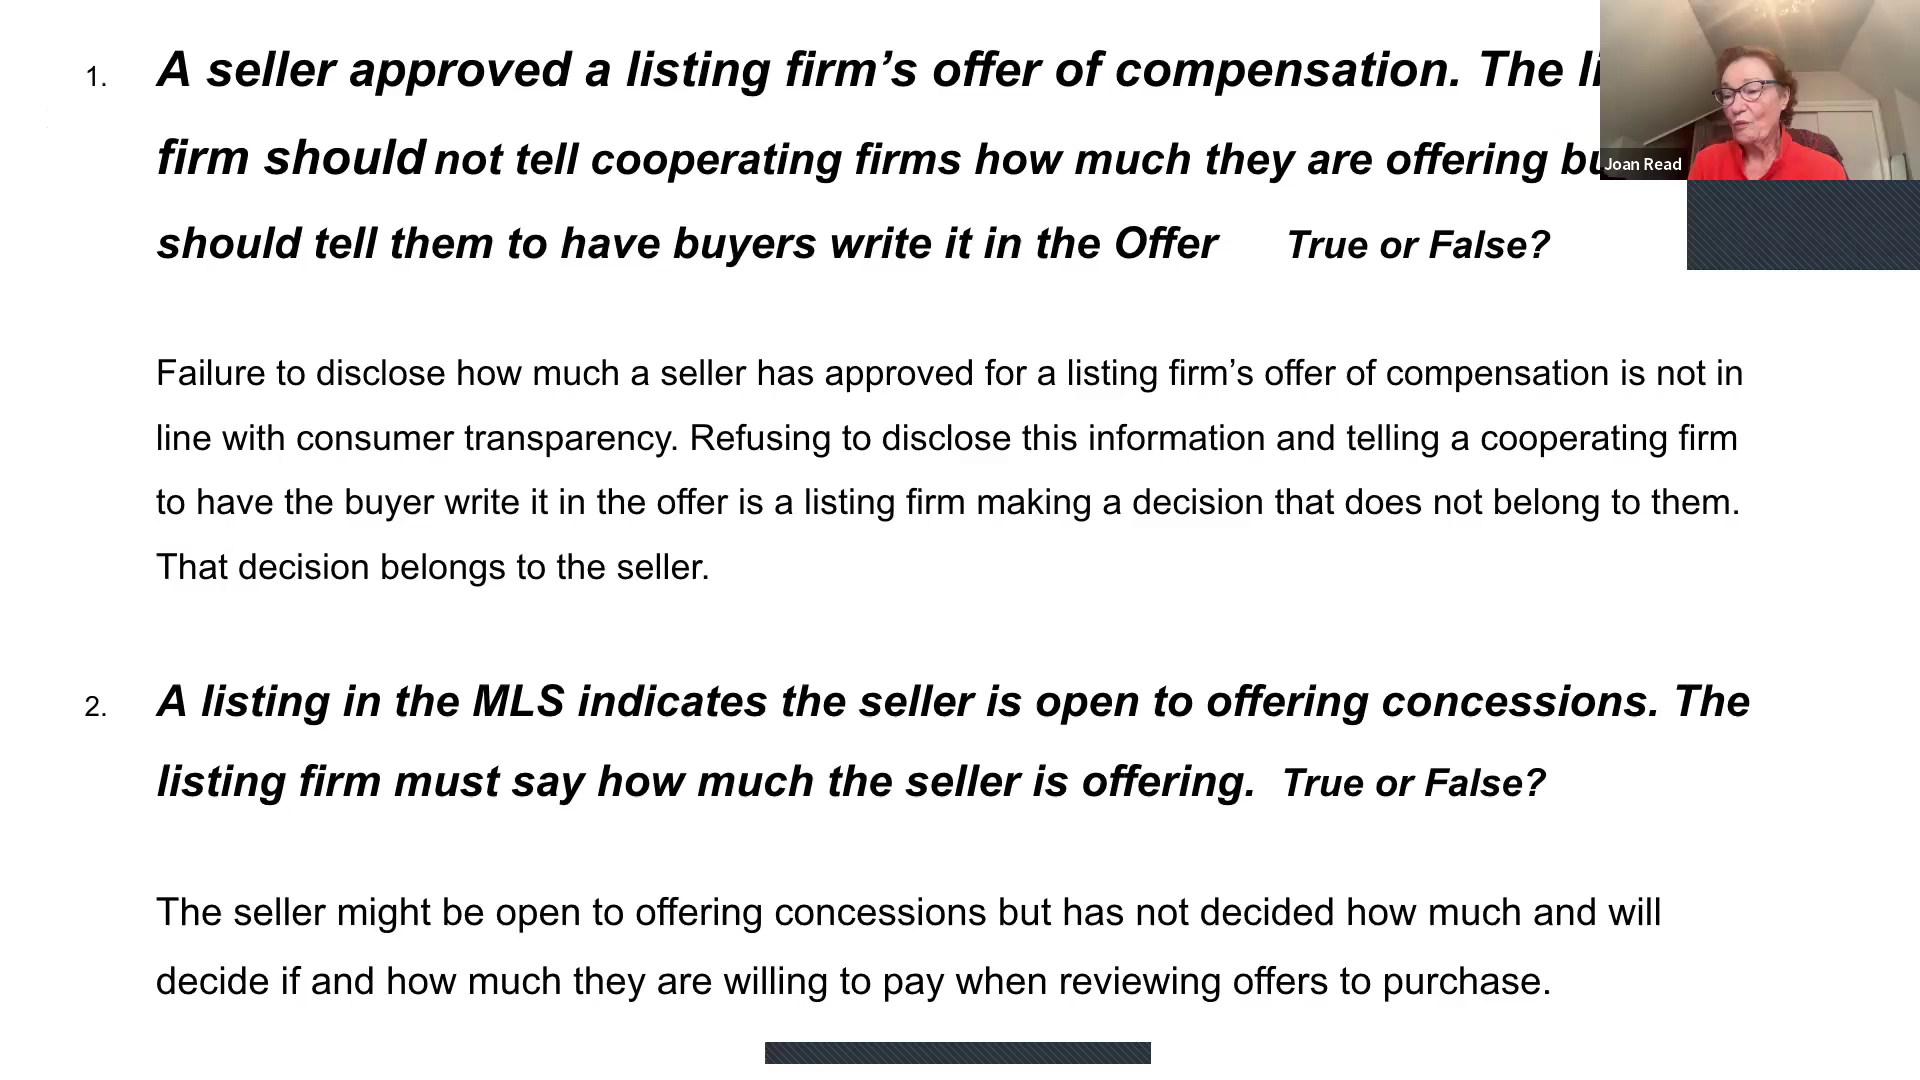 1. A seller approved a listing firm’s offer of compensation. The
firm should not tell cooperating firms how much they are offering
should tell them to have buyers write it in the Offer True or False?
Joan Read
Failure to disclose how much a seller has approved for a listing firm’s offer of compensation is not in
line with consumer transparency. Refusing to disclose this information and telling a cooperating firm
to have the buyer write it in the offer is a listing firm making a decision that does not belong to them.
That decision belongs to the seller.
2. A listing in the MLS indicates the seller is open to offering concessions. The
listing firm must say how much the seller is offering. True or False?
The seller might be open to offering concessions but has not decided how much and will
decide if and how much they are willing to pay when reviewing offers to purchase.